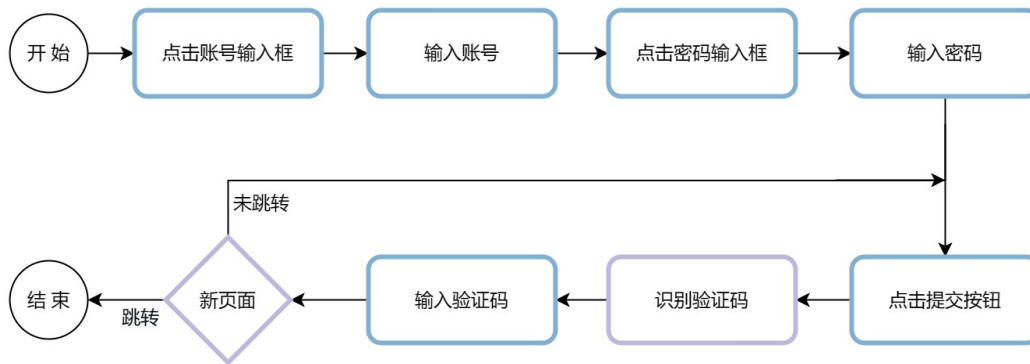 开 始
点击账号输入框
输入账号
点击密码输入框
输入密码
未跳转
结 束
跳转
新页面
输入验证码
识别验证码
点击提交按钮